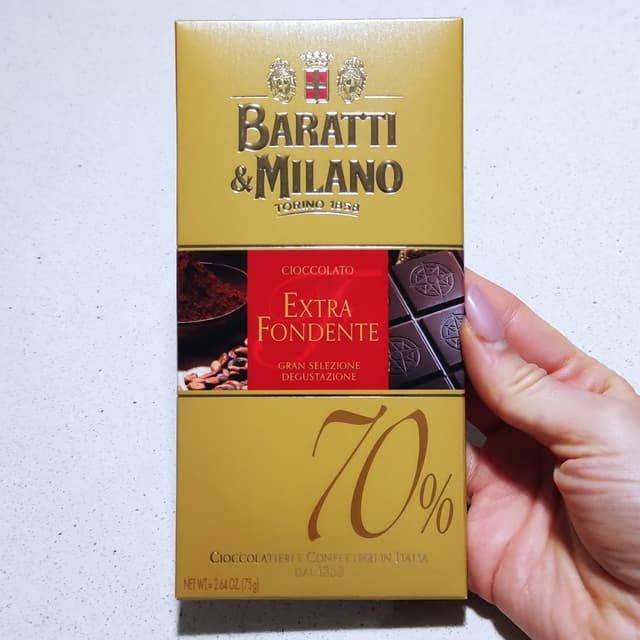 BARATTI
& MILANO
TORINO 1858
CIOCCOLATO
EXTRA
FONDENTE
GRAN SELEZIONE
DEGUSTAZIONE
70%
CIOCCOLATIERI E CONFETTIERI IN ITALIA
DAL 1858
NET WT. 2.64 OZ. (75g)